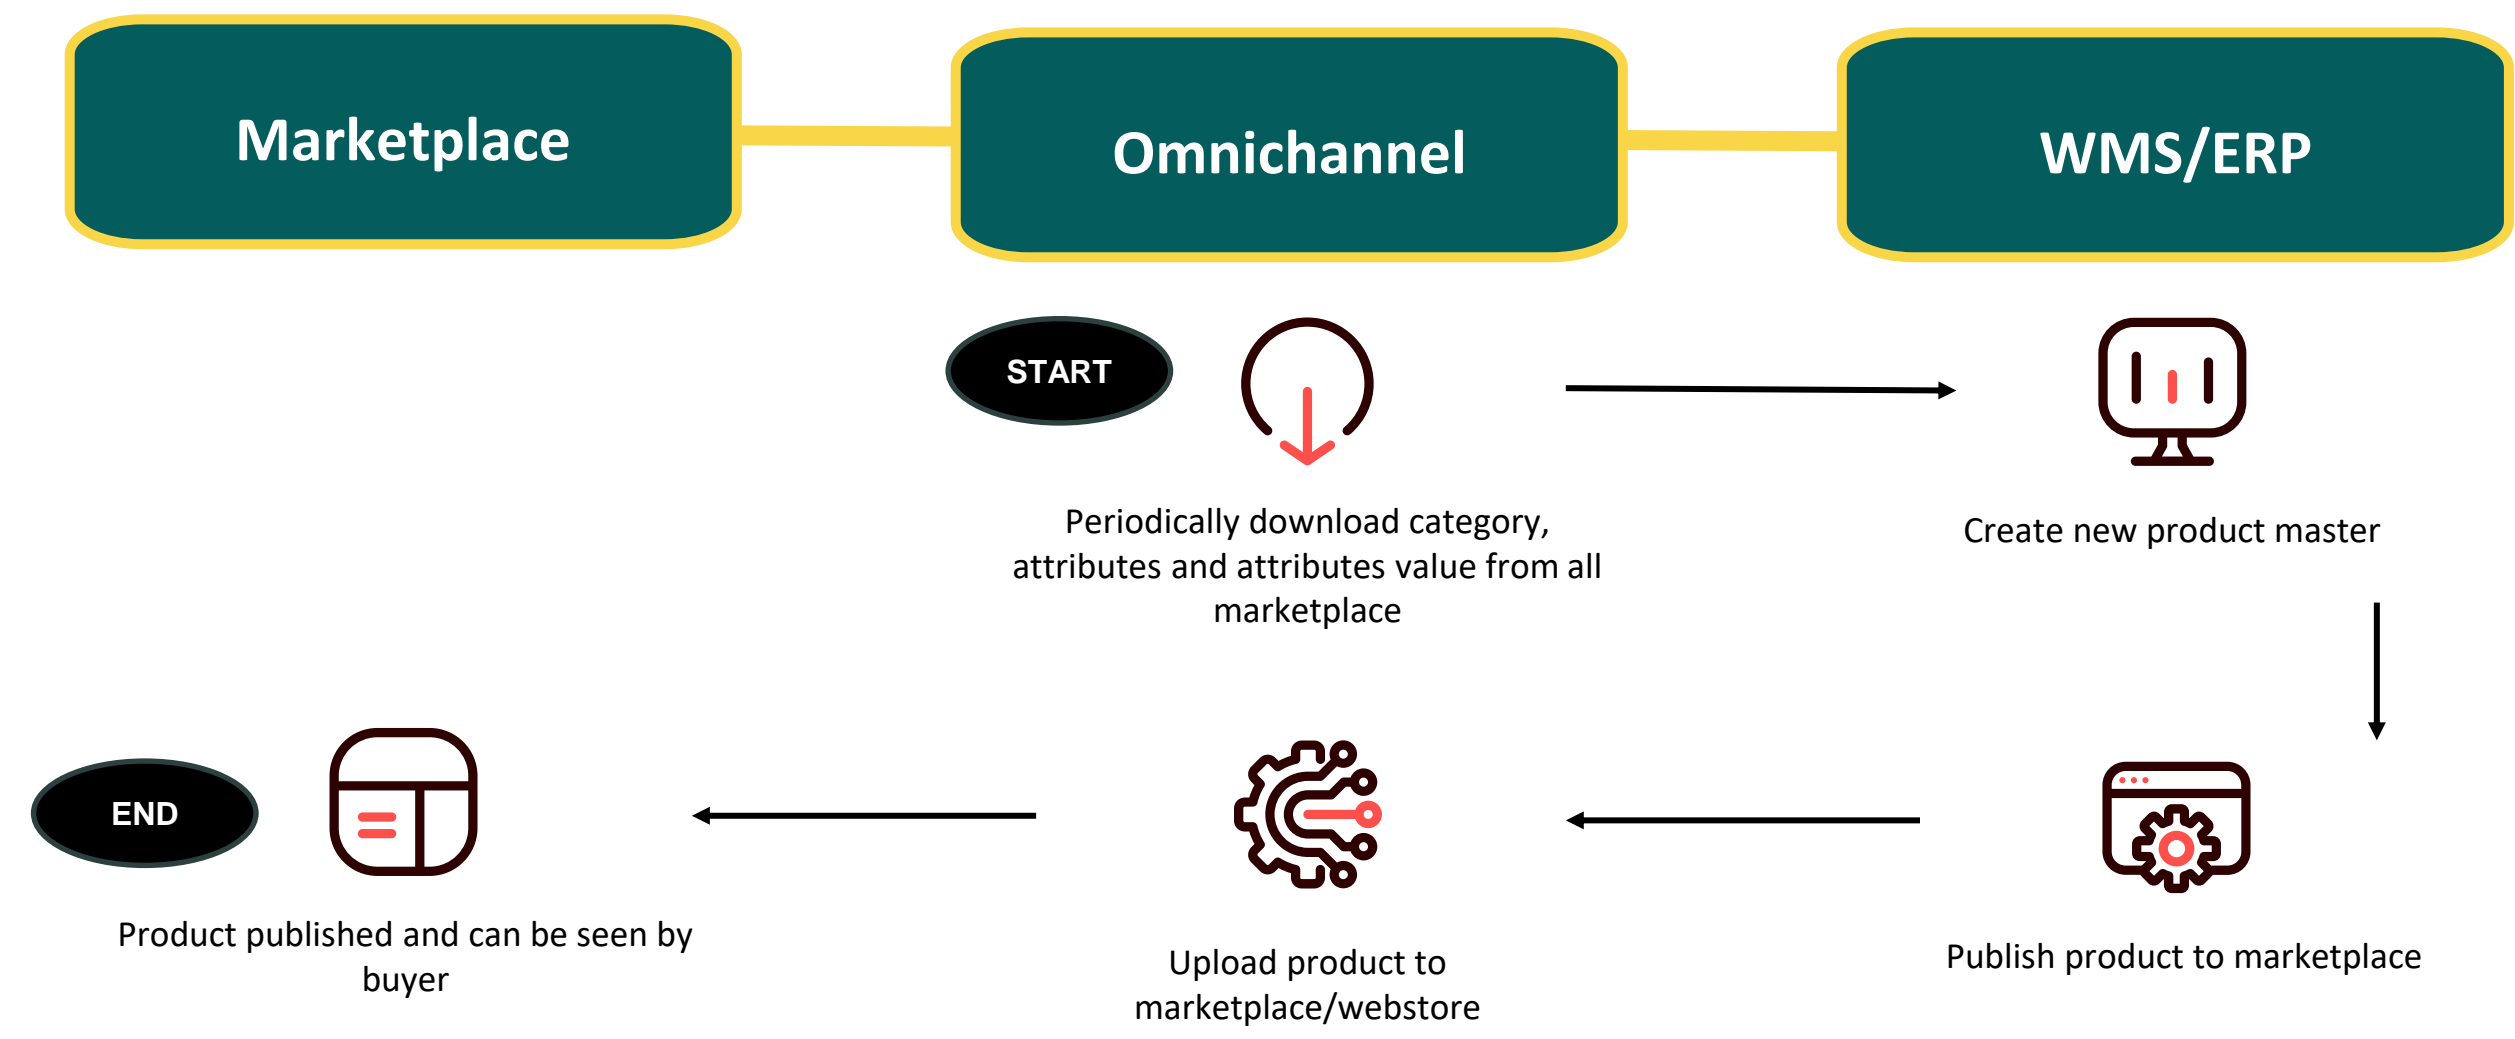 Marketplace
Omnichannel
WMS/ERP
START
Periodically download category,
attributes and attributes value from all
marketplace
Create new product master
END
Product published and can be seen by
buyer
Upload product to
marketplace/webstore
Publish product to marketplace